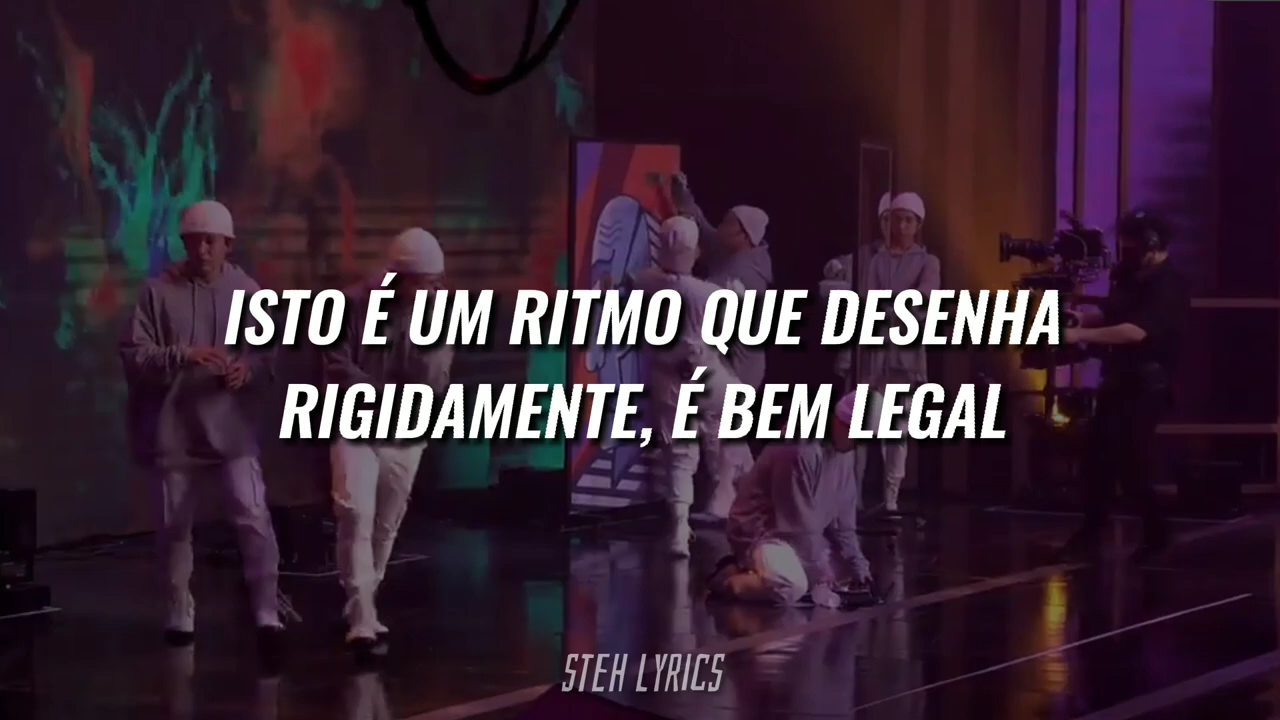 ISTO É UM RITMO QUE DESENHA
RIGIDAMENTE, É BEM LEGAL
STEH LYRICS